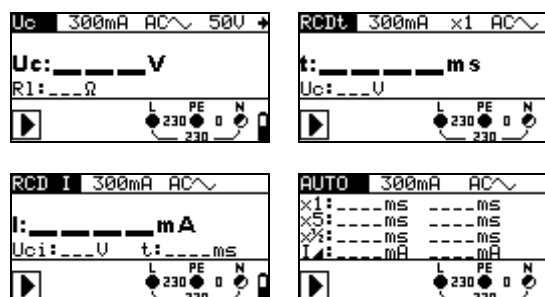 Uc 300mA AC 50V
Uc:____V
Rl:___Ω
L PE N
230 0
230
RCDt 300mA x1 AC
t:____ms
Uc:___V
L PE N
230 0
230
RCD I 300mA AC
I:____mA
Uci:___V t:____ms
L PE N
230 0
230
AUTO 300mA AC
x1:____ms ____ms
x5:____ms ____ms
x½:____ms ____ms
I◢:____mA ____mA
L PE N
230 0
230